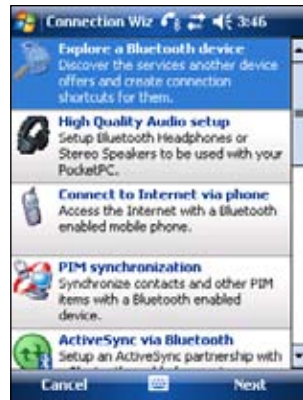 Connection Wiz 3:46
Explore a Bluetooth device
Discover the services another device
offers and create connection
shortcuts for them.
High Quality Audio setup
Setup Bluetooth Headphones or
Stereo Speakers to be used with your
PocketPC.
Connect to Internet via phone
Access the Internet with a Bluetooth
enabled mobile phone.
PIM synchronization
Synchronize contacts and other PIM
items with a Bluetooth enabled
device.
ActiveSync via Bluetooth
Setup an ActiveSync partnership with
Cancel Next